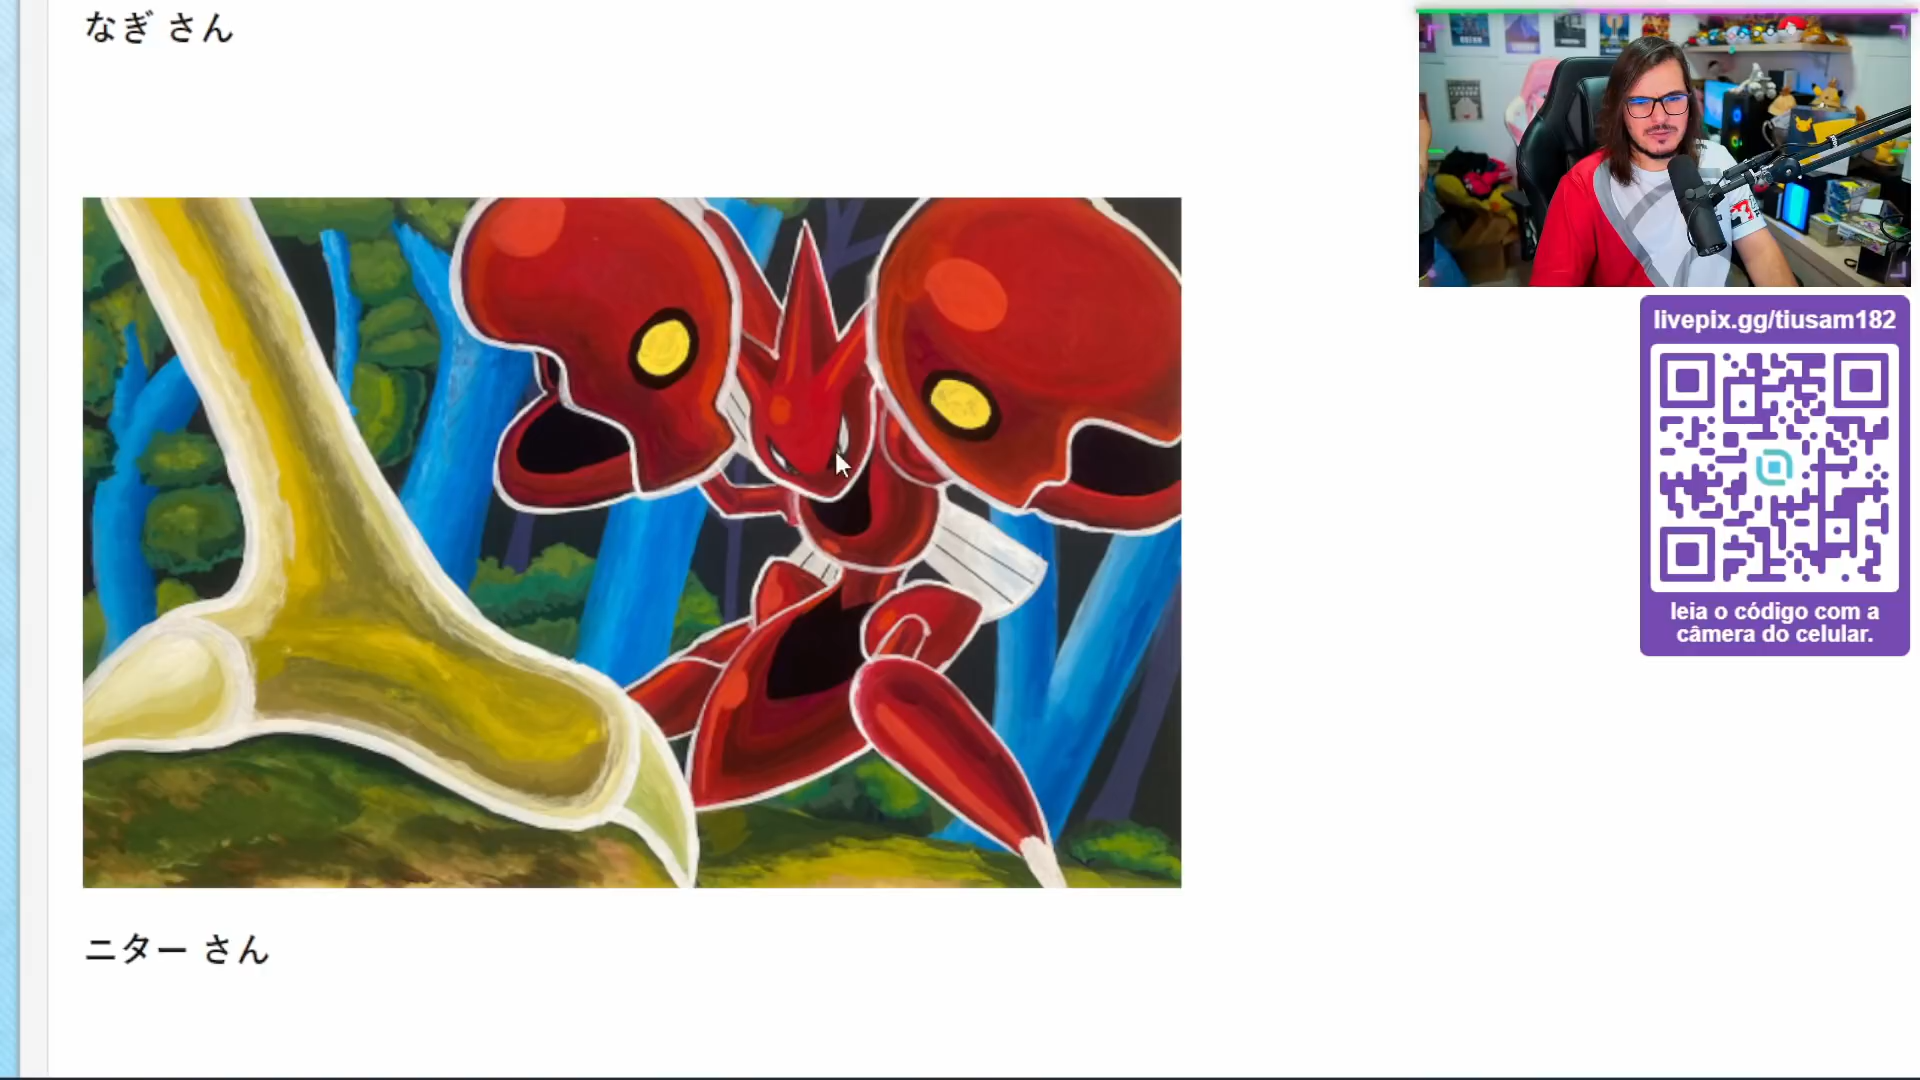 なぎ さん
livepix.gg/tiusam182
leia o código com a
câmera do celular.
ニター さん